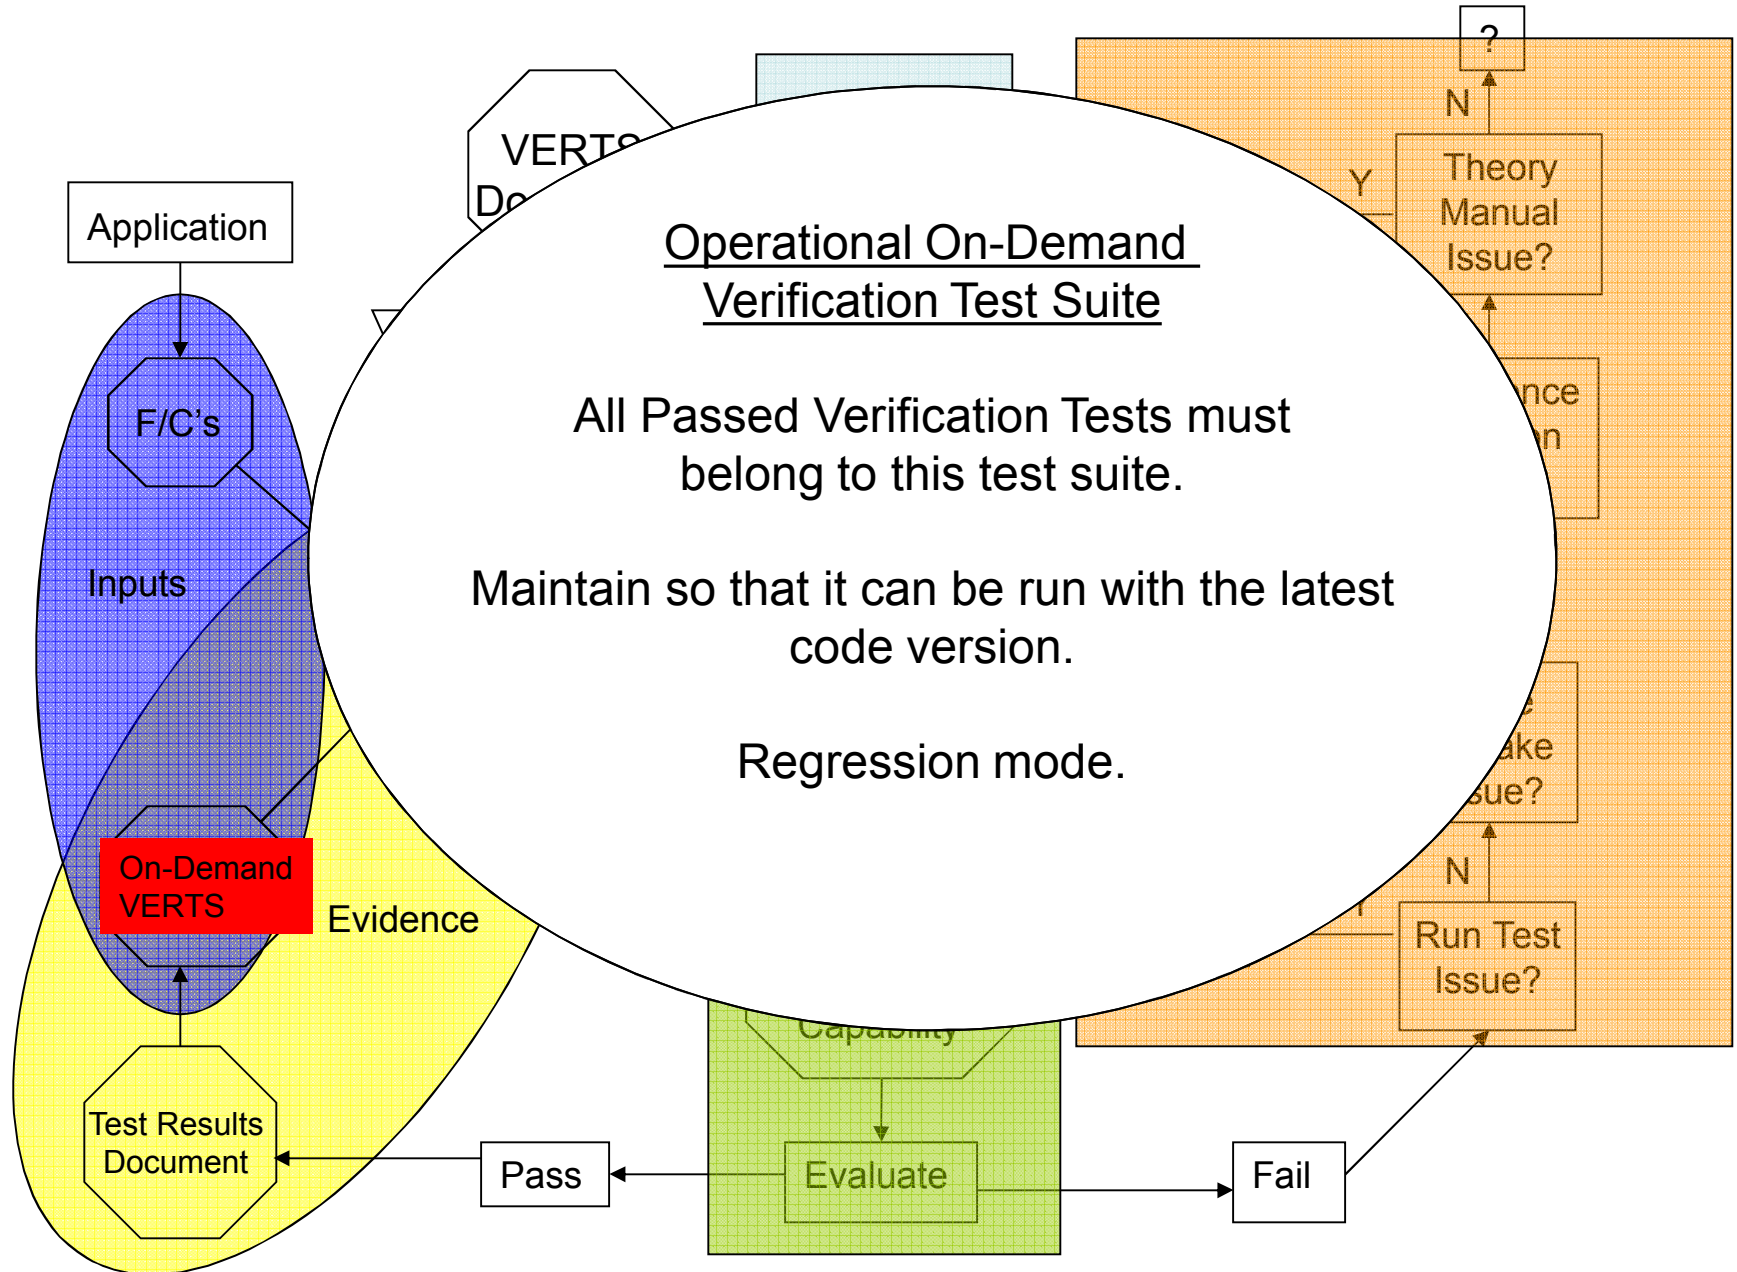 ?
N
VERTS
Theory
Manual
Issue?
Y
Application
Operational On-Demand
Verification Test Suite
F/C's
All Passed Verification Tests must
belong to this test suite.
Inputs
Maintain so that it can be run with the latest
code version.
Regression mode.
On-Demand
VERTS
Evidence
N
Run Test
Issue?
Capability
Test Results
Document
Pass
Evaluate
Fail